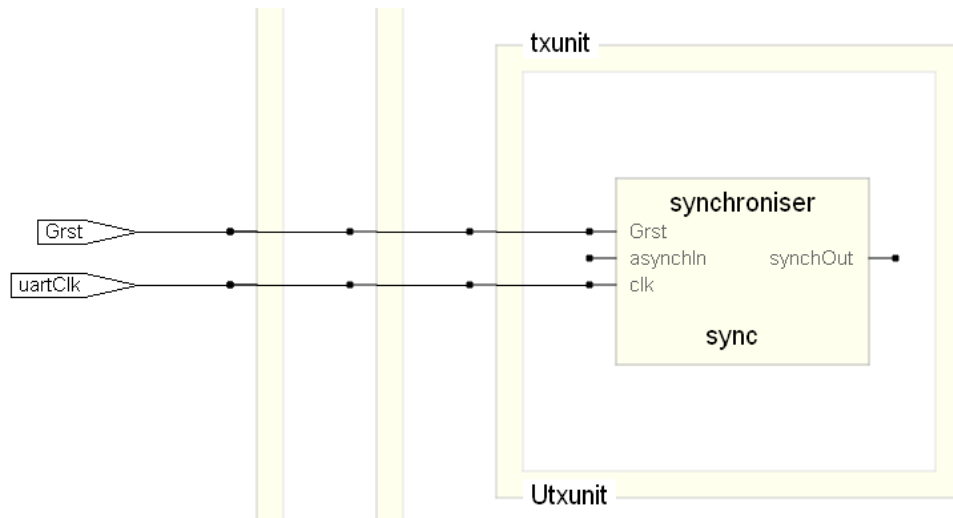 txunit
synchroniser
Grst
Grst
asynchIn
synchOut
uartClk
clk
sync
Utxunit